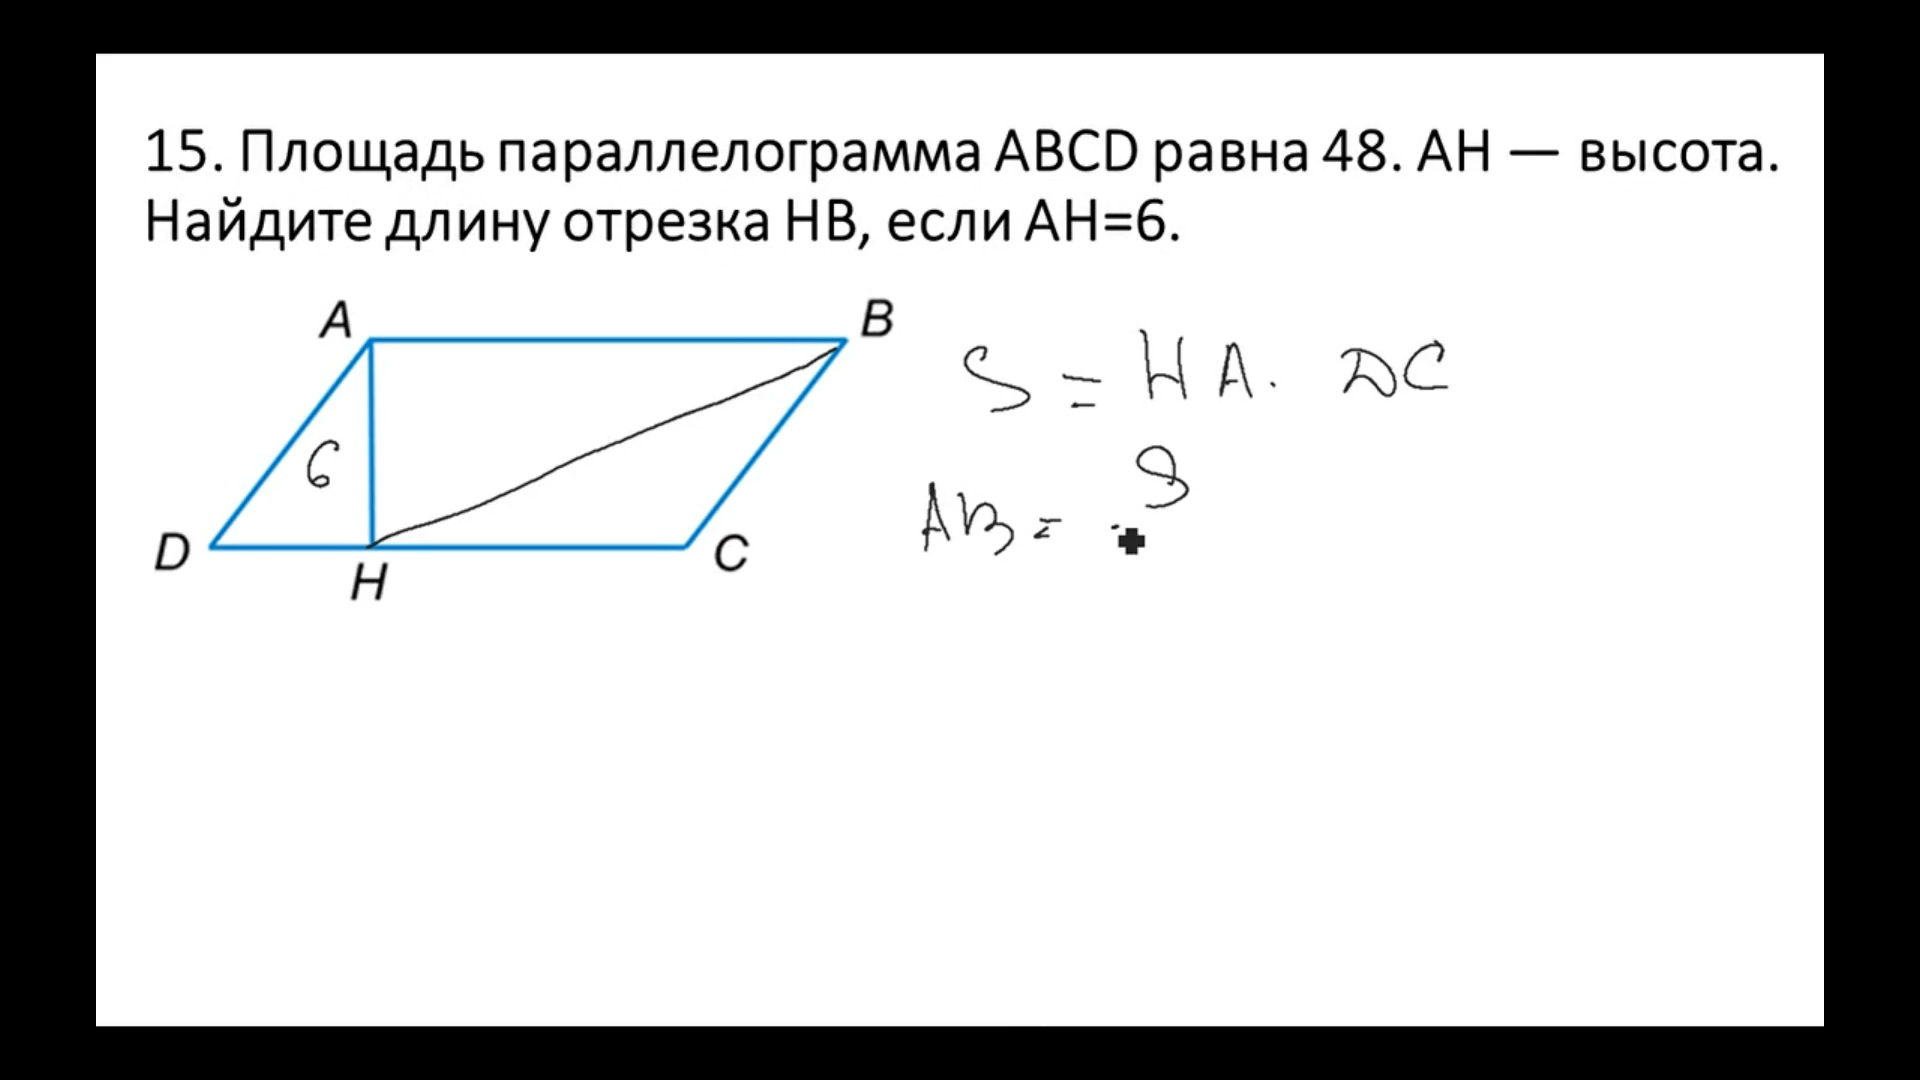 15. Площадь параллелограмма ABCD равна 48. AH — высота.
Найдите длину отрезка HB, если AH=6.
A
B
S = HA · DC
6
S
AB =
D
H
C